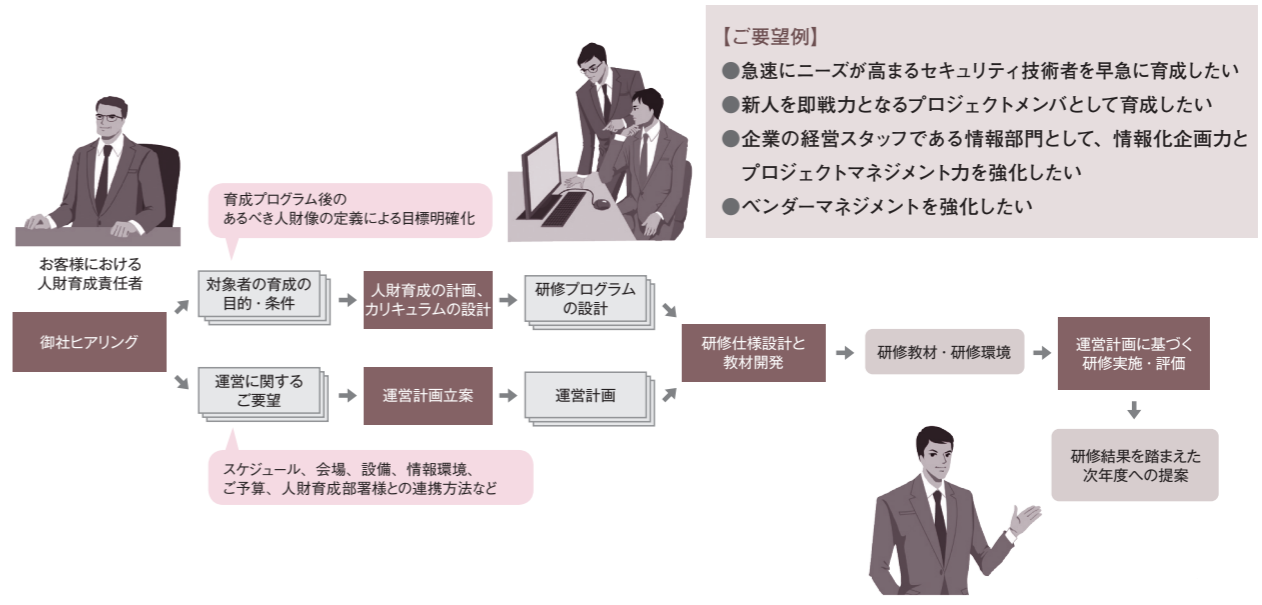 【ご要望例】
●急速にニーズが高まるセキュリティ技術者を早急に育成したい
●新人を即戦力となるプロジェクトメンバとして育成したい
●企業の経営スタッフである情報部門として、情報化企画力と
プロジェクトマネジメント力を強化したい
●ベンダーマネジメントを強化したい
育成プログラム後の
あるべき人財像の定義による目標明確化
お客様における
人財育成責任者
御社ヒアリング
対象者の育成の
目的・条件
人財育成の計画、
カリキュラムの設計
研修プログラム
の設計
運営に関する
ご要望
運営計画立案
運営計画
スケジュール、会場、設備、情報環境、
ご予算、人財育成部署様との連携方法など
研修仕様設計と
教材開発
研修教材・研修環境
運営計画に基づく
研修実施・評価
研修結果を踏まえた
次年度への提案